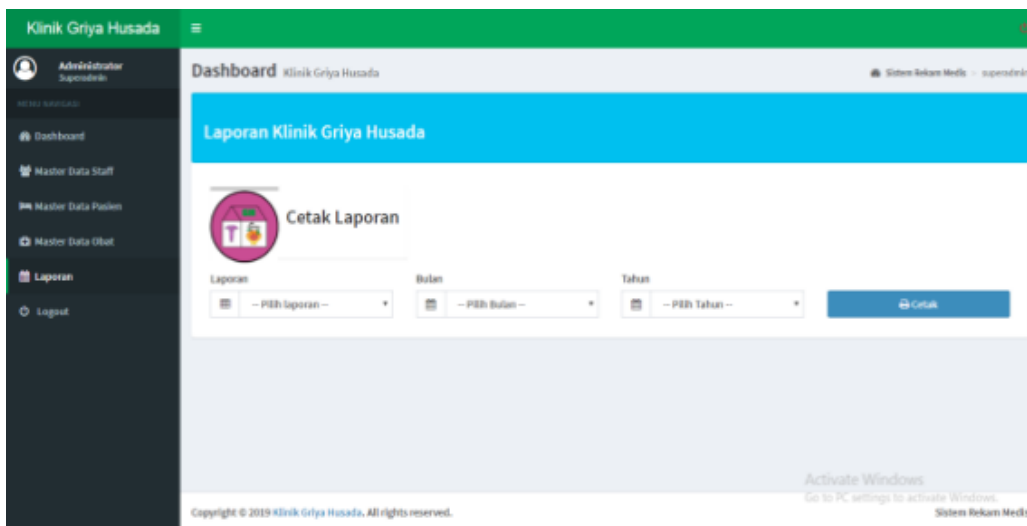 Klinik Griya Husada
Administrator
Superadmin
MENU NAVIGASI
Dashboard
Master Data Staff
Master Data Pasien
Master Data Obat
Laporan
Logout
Dashboard Klinik Griya Husada
Sistem Rekam Medis > superadmin
Laporan Klinik Griya Husada
Cetak Laporan
Laporan Bulan Tahun
-- Pilih laporan -- -- Pilih Bulan -- -- Pilih Tahun -- Cetak
Activate Windows
Go to PC settings to activate Windows.
Copyright © 2019 Klinik Griya Husada. All rights reserved. Sistem Rekam Medis